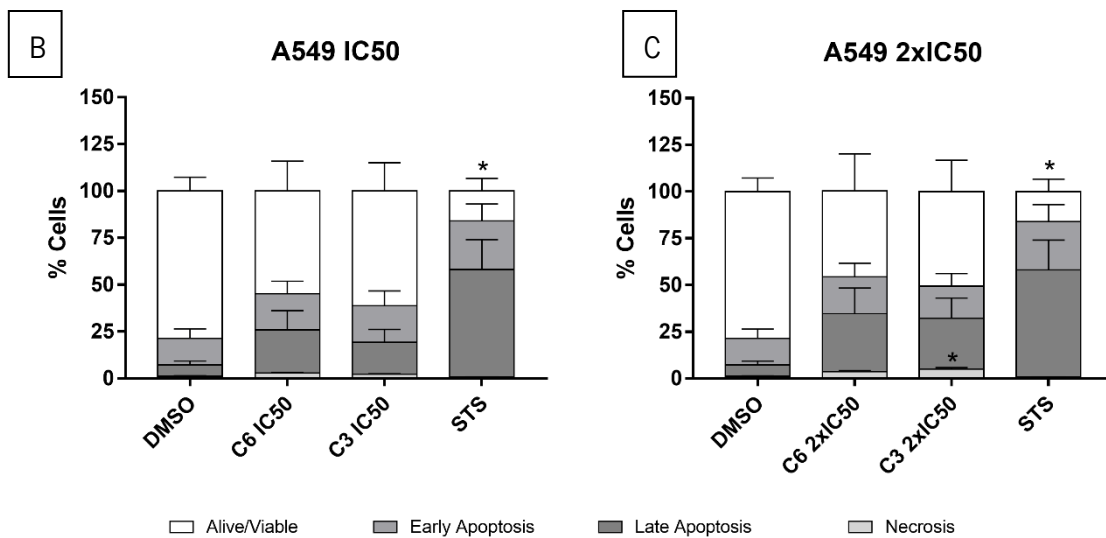 B
A549 IC50
% Cells
150
125
100
75
50
25
0
*
DMSO
C6 IC50
C3 IC50
STS
C
A549 2xIC50
% Cells
150
125
100
75
50
25
0
*
*
DMSO
C6 2xIC50
C3 2xIC50
STS
Alive/Viable
Early Apoptosis
Late Apoptosis
Necrosis